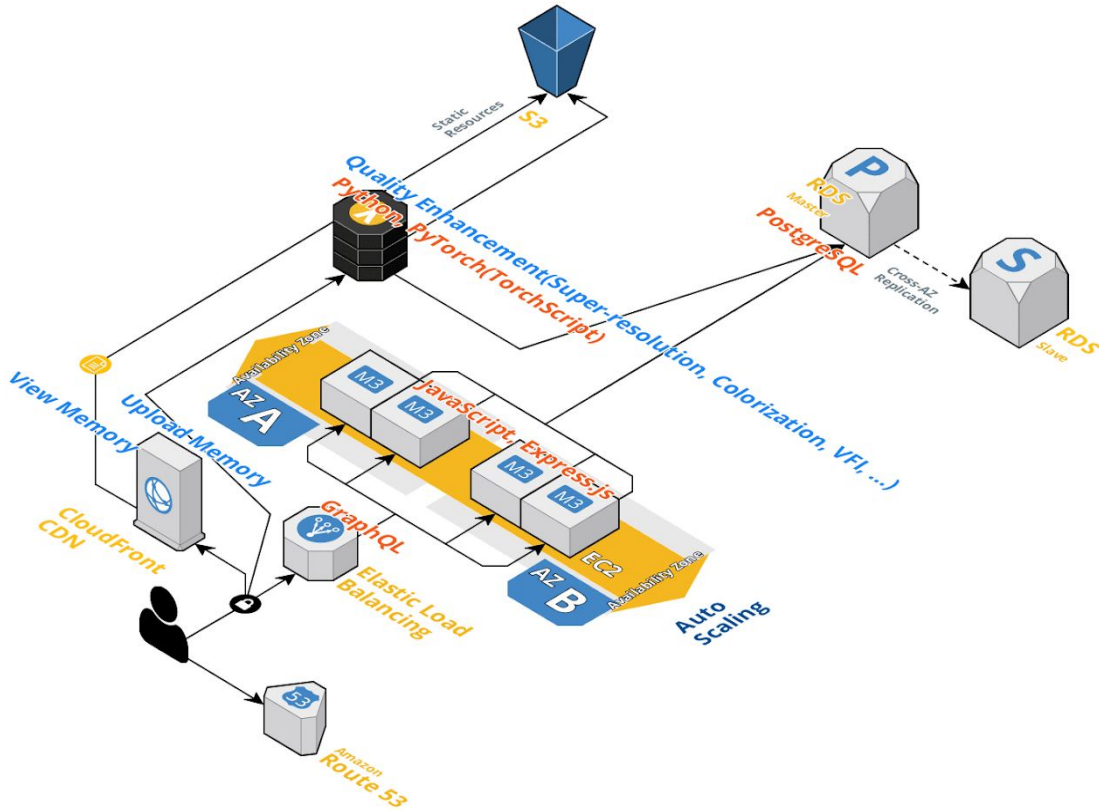 Static
Resources
S3
Quality Enhancement(Super-resolution, Colorization, VFI, ...)
Python, PyTorch(TorchScript)
P
RDS
Master
PostgresQL
Cross-AZ
Replication
S
RDS
Slave
Availability Zone
AZ A
M3
M3
Javascript, Express.js
M3
M3
View Memory
Upload Memory
GraphQL
CloudFront
CDN
Elastic Load
Balancing
EC2
Availability Zone
AZ B
Auto
Scaling
53
Amazon
Route 53